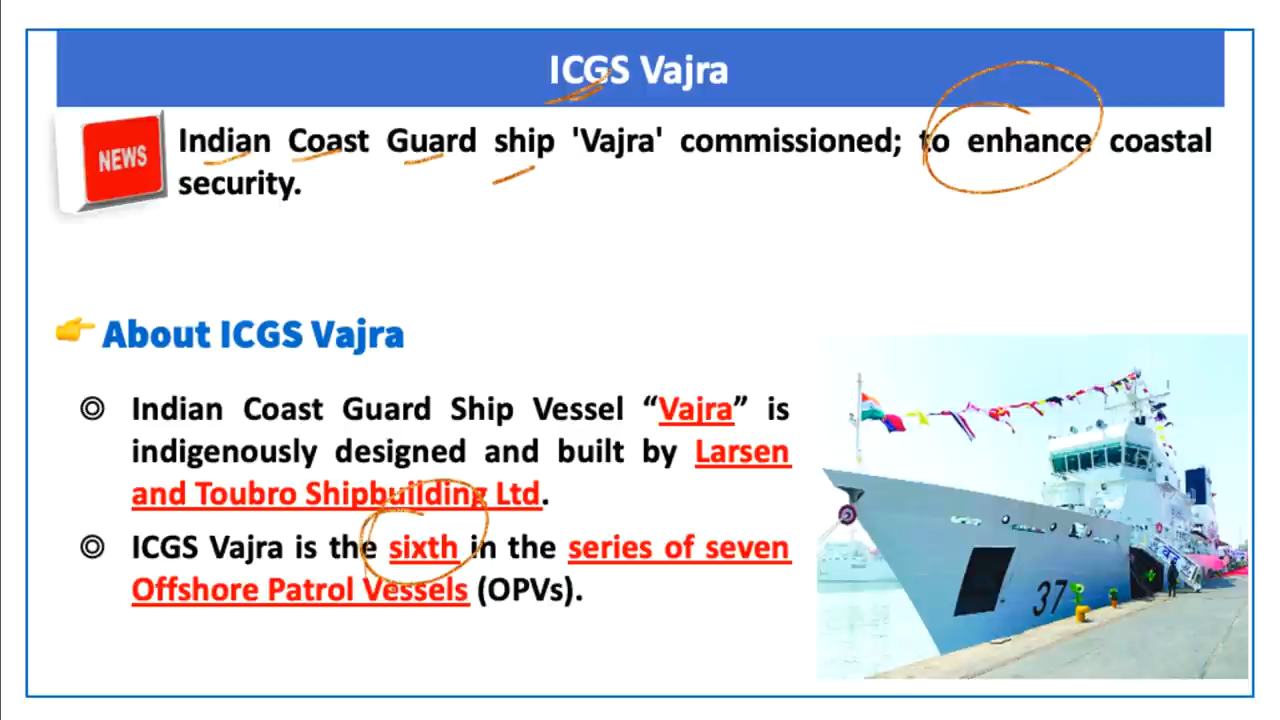 ICGS Vajra
NEWS
Indian Coast Guard ship 'Vajra' commissioned; to enhance coastal
security.
About ICGS Vajra
Indian Coast Guard Ship Vessel “Vajra” is
indigenously designed and built by Larsen
and Toubro Shipbuilding Ltd.
ICGS Vajra is the sixth in the series of seven
Offshore Patrol Vessels (OPVs).
37